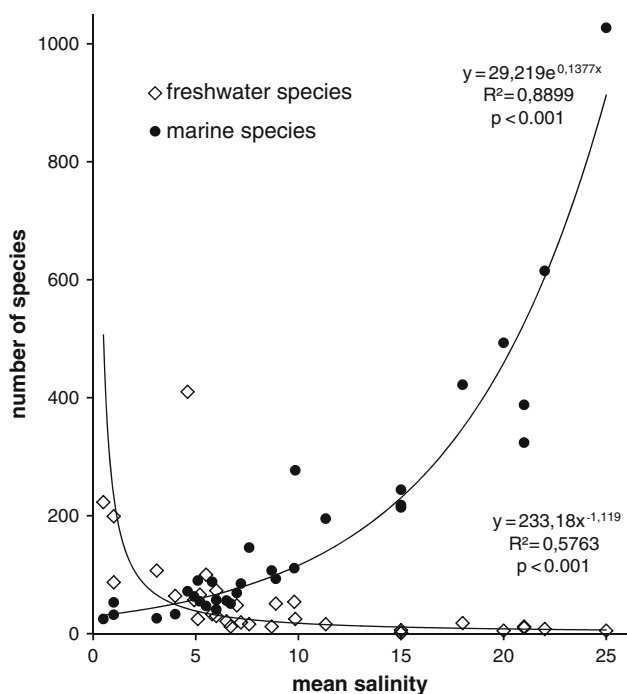 1000
800
600
400
200
0
number of species
freshwater species
marine species
y=29,219e^0,1377x
R²=0,8899
p<0.001
y=233,18x^-1,119
R²=0,5763
p<0.001
0 5 10 15 20 25
mean salinity